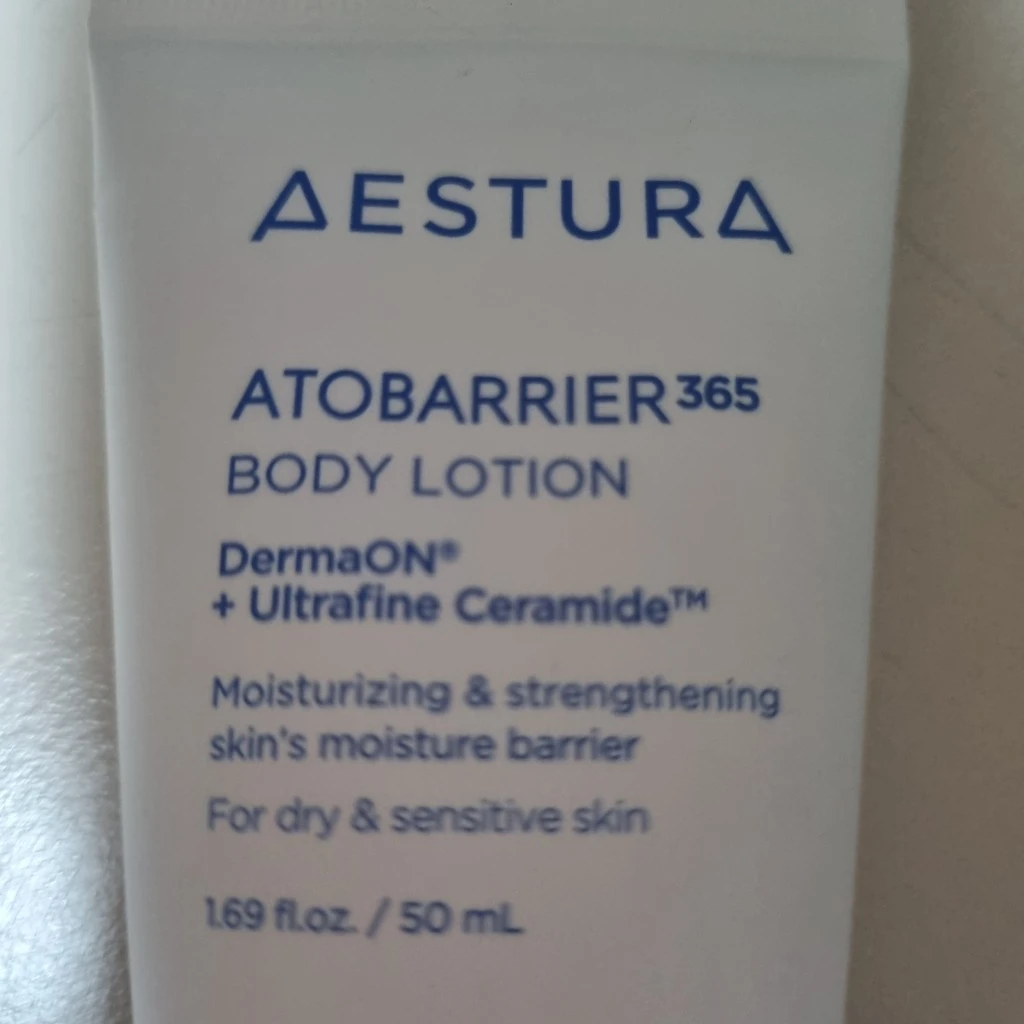 AESTURA
ATOBARRIER365
BODY LOTION
DermaON®
+ Ultrafine Ceramide™
Moisturizing & strengthening
skin's moisture barrier
For dry & sensitive skin
1.69 fl.oz. / 50 mL